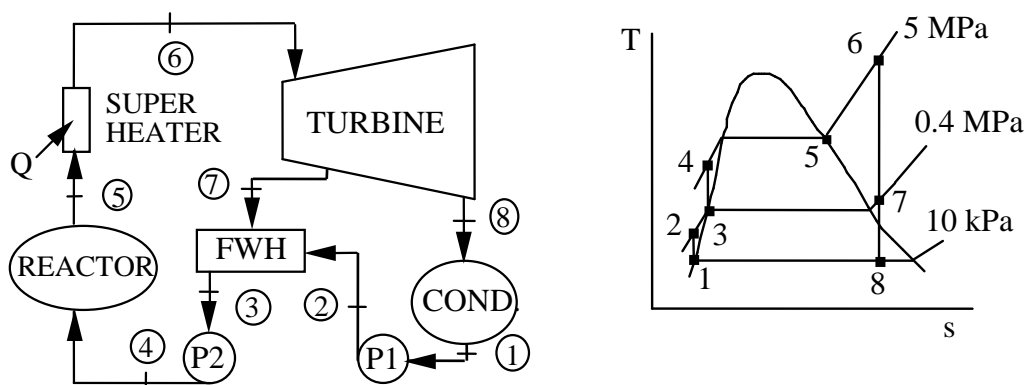 6
SUPER
HEATER
Q
TURBINE
5
7
8
FWH
REACTOR
3
2
COND.
4
P2
P1
1
T
6
5 MPa
0.4 MPa
4
5
7
2
3
10 kPa
1
8
s